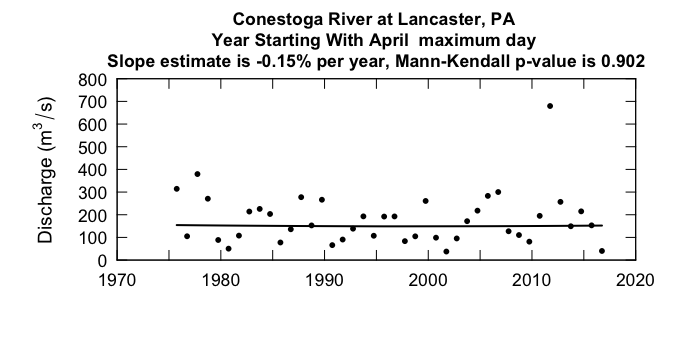 Conestoga River at Lancaster, PA
Year Starting With April maximum day
Slope estimate is -0.15% per year, Mann-Kendall p-value is 0.902
Discharge (m³/s)
800
700
600
500
400
300
200
100
0
1970 1980 1990 2000 2010 2020